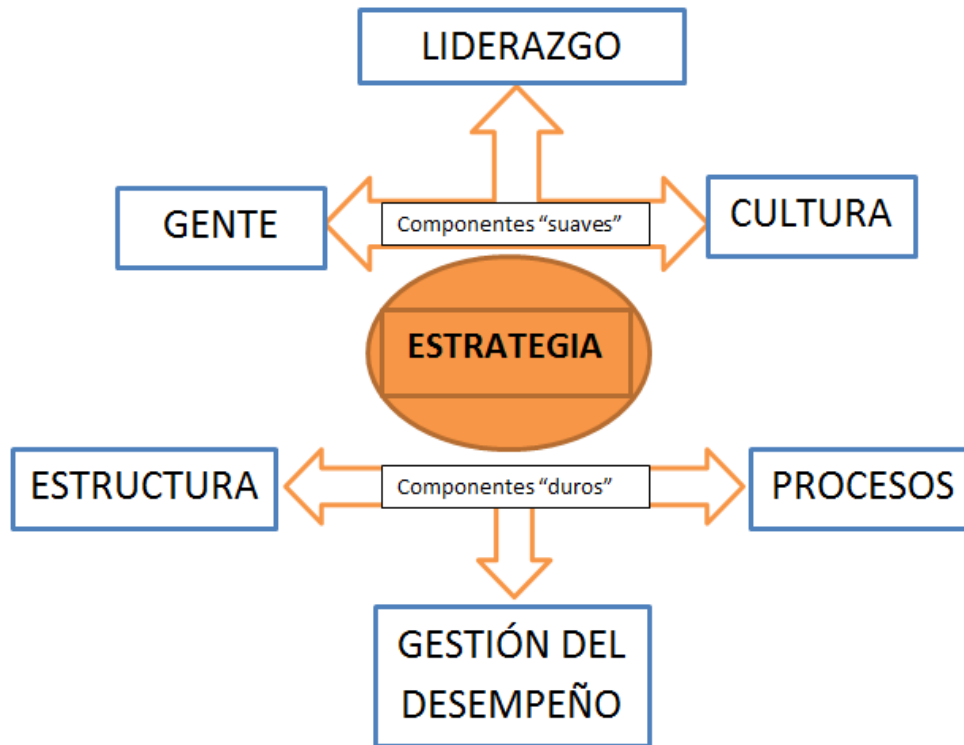 LIDERAZGO
GENTE
Componentes “suaves”
CULTURA
ESTRATEGIA
ESTRUCTURA
Componentes “duros”
PROCESOS
GESTIÓN DEL
DESEMPEÑO